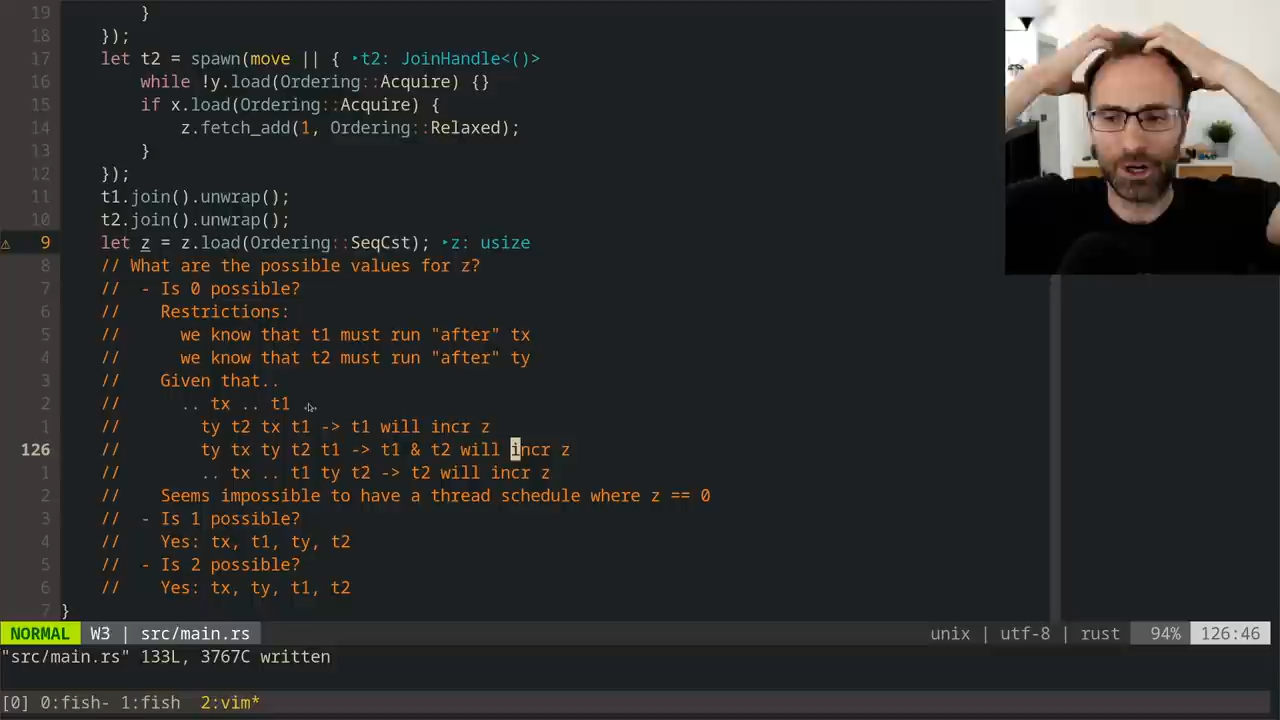 19 }
18 });
17 let t2 = spawn(move || { ‣t2: JoinHandle<()>
16 while !y.load(Ordering::Acquire) {}
15 if x.load(Ordering::Acquire) {
14 z.fetch_add(1, Ordering::Relaxed);
13 }
12 });
11 t1.join().unwrap();
10 t2.join().unwrap();
⚠ 9 let z = z.load(Ordering::SeqCst); ‣z: usize
8 // What are the possible values for z?
7 // - Is 0 possible?
6 // Restrictions:
5 // we know that t1 must run "after" tx
4 // we know that t2 must run "after" ty
3 // Given that..
2 // .. tx .. t1 ..
1 // ty t2 tx t1 -> t1 will incr z
126 // ty tx ty t2 t1 -> t1 & t2 will incr z
1 // .. tx .. t1 ty t2 -> t2 will incr z
2 // Seems impossible to have a thread schedule where z == 0
3 // - Is 1 possible?
4 // Yes: tx, t1, ty, t2
5 // - Is 2 possible?
6 // Yes: tx, ty, t1, t2
7 }
NORMAL W3 | src/main.rs unix | utf-8 | rust 94% 126:46
"src/main.rs" 133L, 3767C written
[0] 0:fish- 1:fish 2:vim*